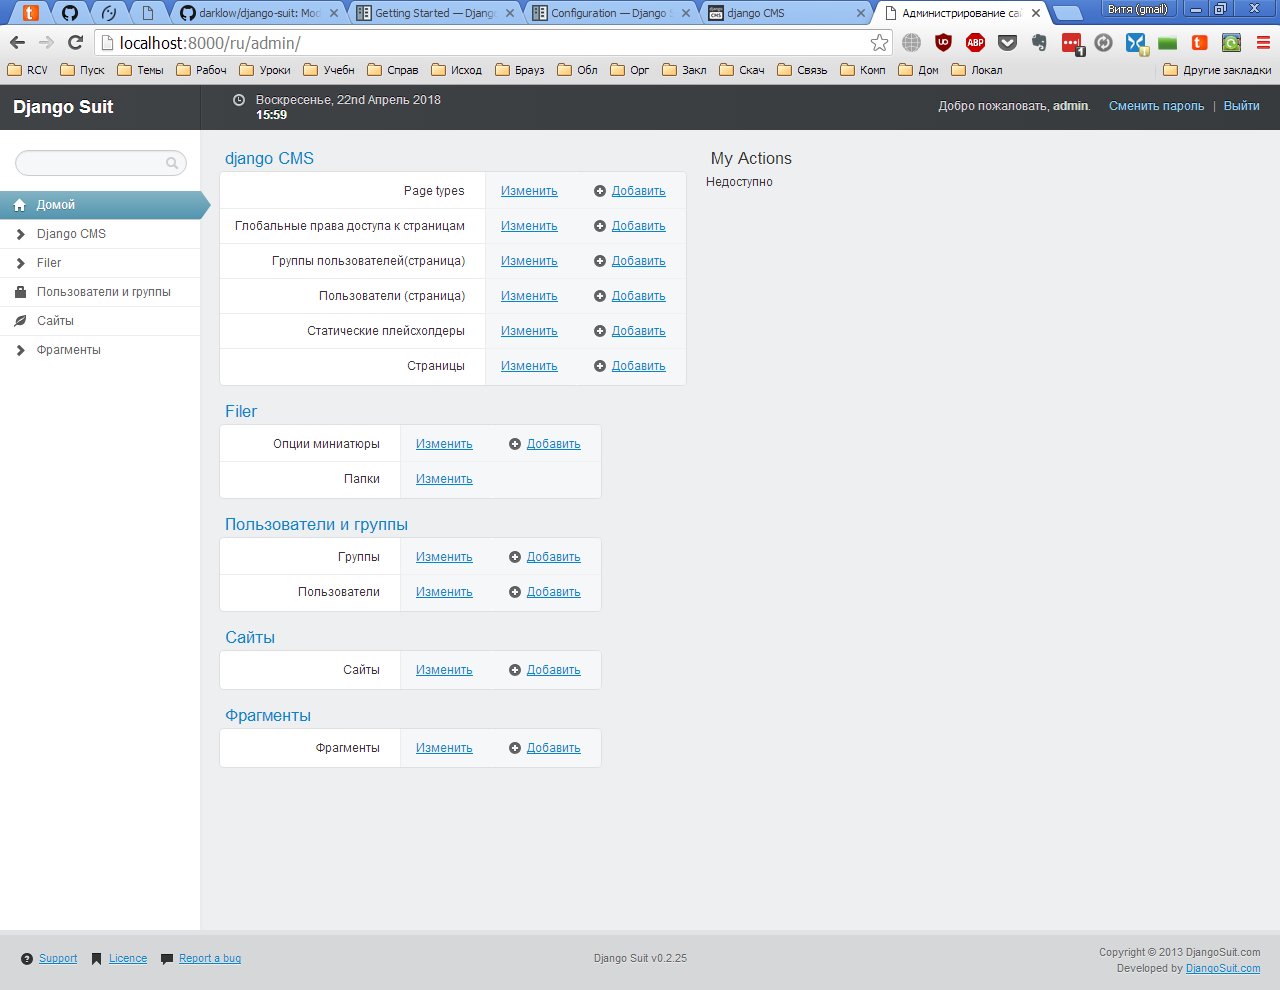 darklow/django-suit: Mod
Getting Started — Django
Configuration — Django S
django CMS
Администрирование са
Витя (gmail)
localhost:8000/ru/admin/
RCV Пуск Темы Рабоч Уроки Учебн Справ Исход Брауз Обл Орг Закл Скач Связь Комп Дом Локал Другие закладки
Django Suit
Воскресенье, 22nd Апрель 2018
15:59
Добро пожаловать, admin. Сменить пароль | Выйти
Домой
Django CMS
Filer
Пользователи и группы
Сайты
Фрагменты
django CMS
Page types Изменить Добавить
Глобальные права доступа к страницам Изменить Добавить
Группы пользователей(страница) Изменить Добавить
Пользователи (страница) Изменить Добавить
Статические плейсхолдеры Изменить Добавить
Страницы Изменить Добавить
Filer
Опции миниатюры Изменить Добавить
Папки Изменить
Пользователи и группы
Группы Изменить Добавить
Пользователи Изменить Добавить
Сайты
Сайты Изменить Добавить
Фрагменты
Фрагменты Изменить Добавить
My Actions
Недоступно
Support Licence Report a bug
Django Suit v0.2.25
Copyright © 2013 DjangoSuit.com
Developed by DjangoSuit.com